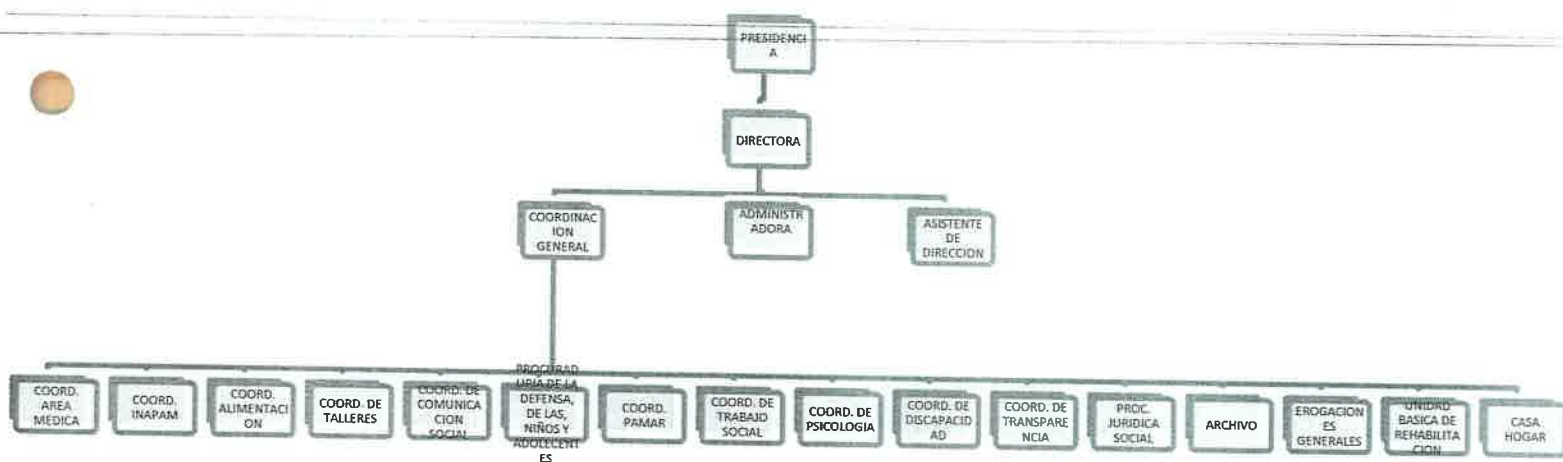 PRESIDENCI
A
DIRECTORA
COORDINAC
ION
GENERAL
ADMINISTR
ADORA
ASISTENTE
DE
DIRECCION
COORD.
AREA
MEDICA
COORD.
INAPAM
COORD.
ALIMENTACI
ON
COORD. DE
TALLERES
COORD. DE
COMUNICA
CION
SOCIAL
PROCURAD
URIA DE LA
DEFENSA,
DE LAS,
NIÑOS Y
ADOLECENT
ES
COORD.
PAMAR
COORD. DE
TRABAJO
SOCIAL
COORD. DE
PSICOLOGIA
COORD. DE
DISCAPACID
AD
COORD. DE
TRANSPARE
NCIA
PROC.
JURIDICA
SOCIAL
ARCHIVO
EROGACION
ES
GENERALES
UNIDAD
BASICA DE
REHABILITA
CION
CASA
HOGAR